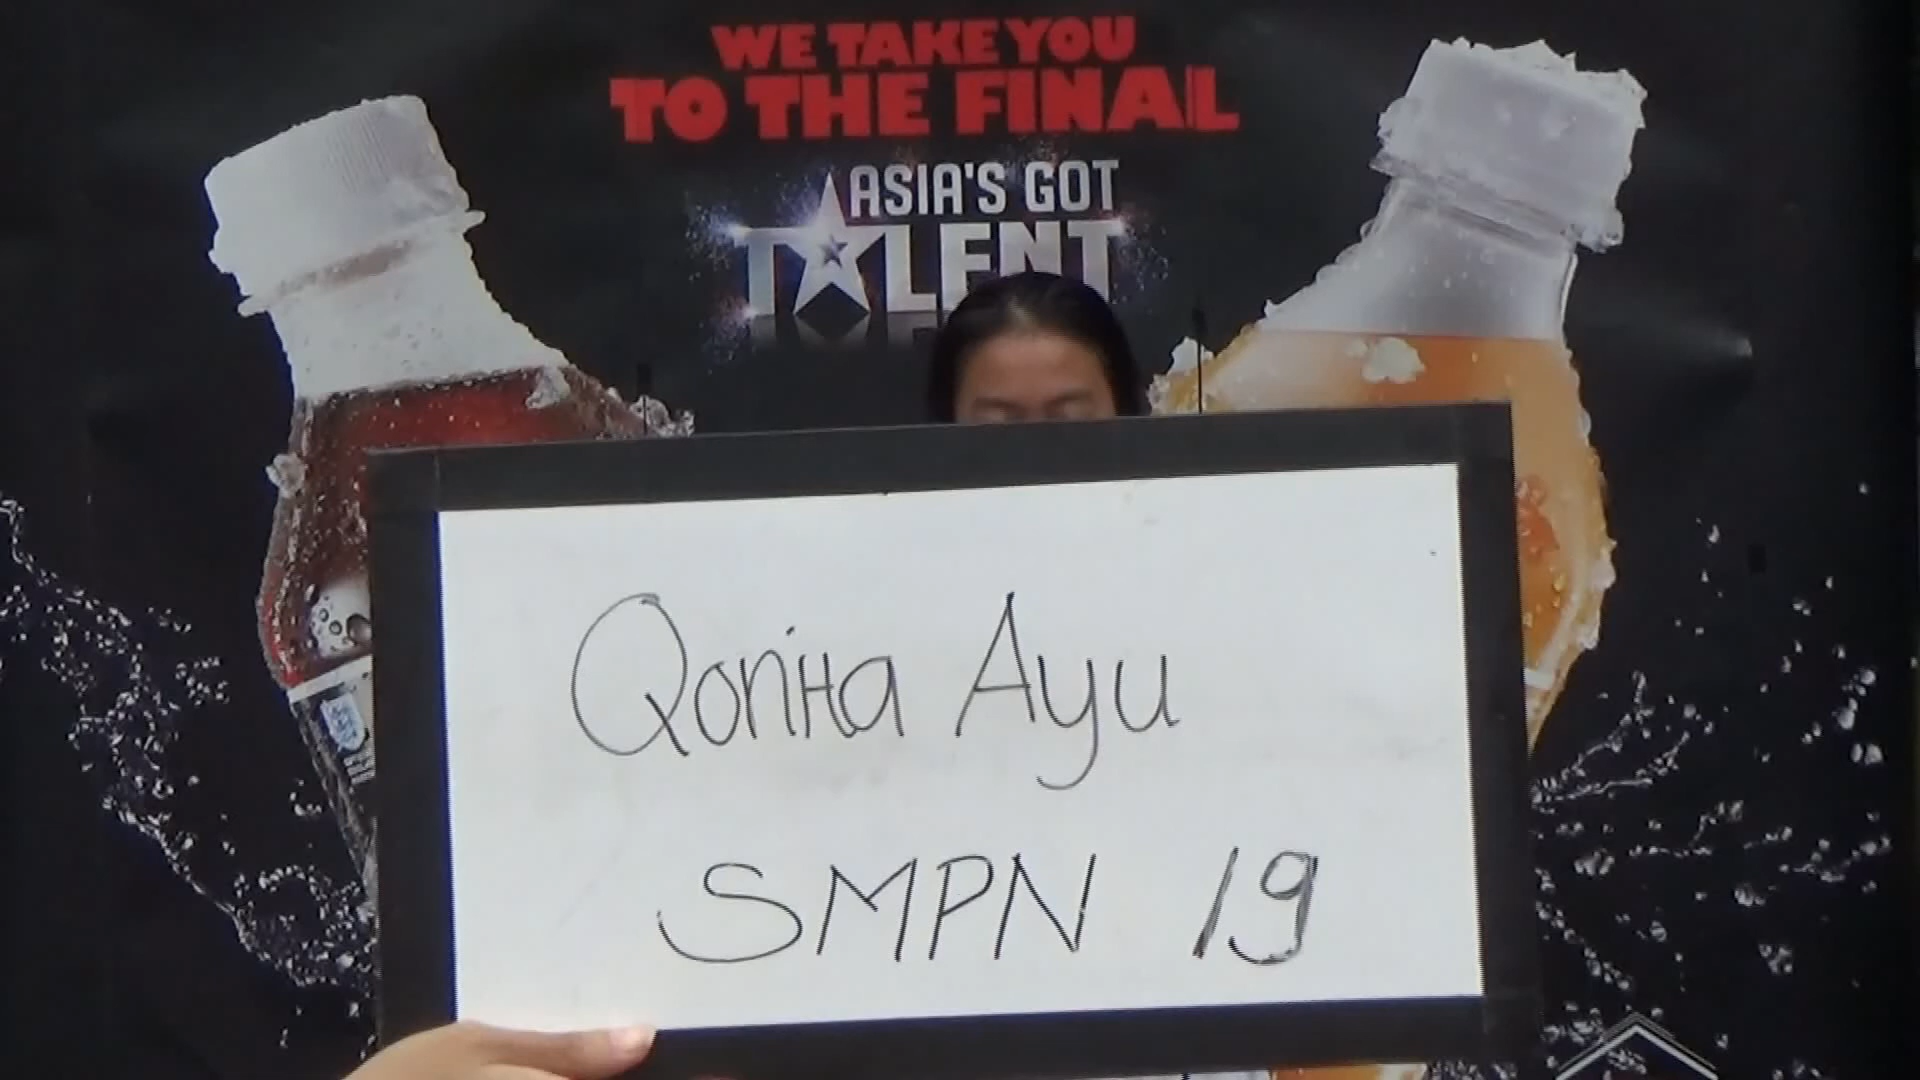 WE TAKE YOU
TO THE FINAL
ASIA'S GOT
TALENT
Qonita Ayu
SMPN 19